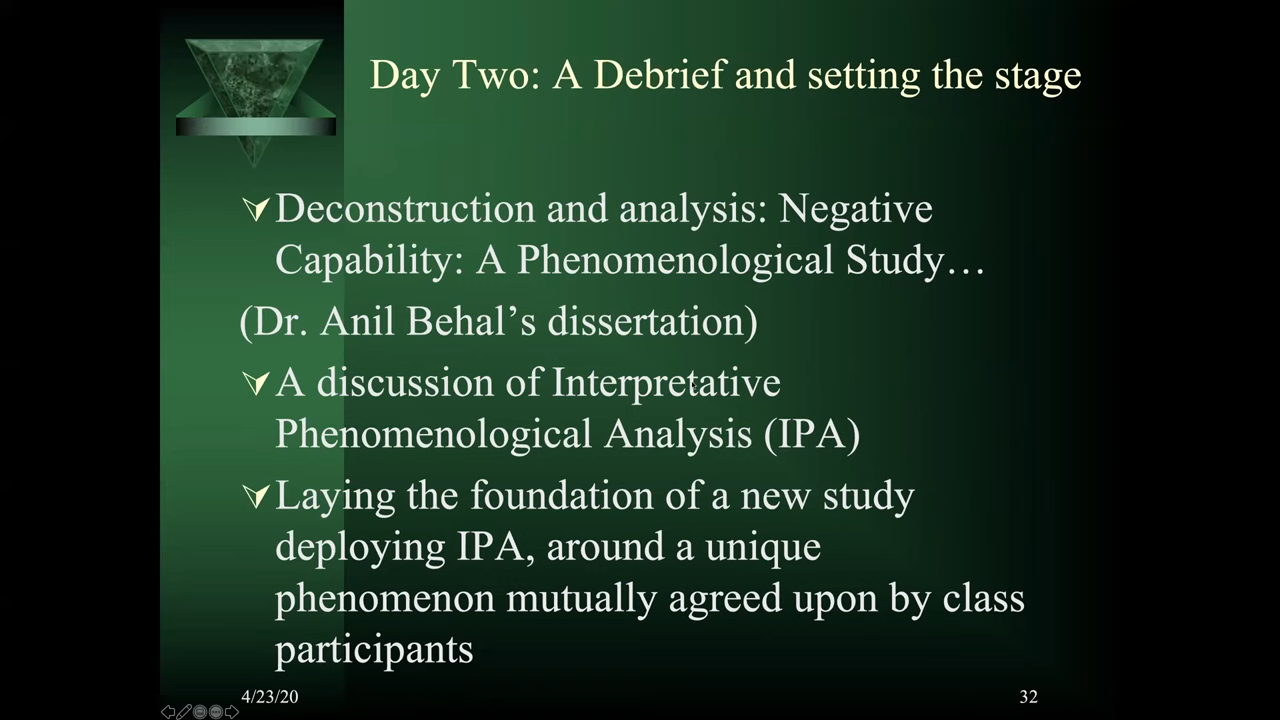 Day Two: A Debrief and setting the stage
Deconstruction and analysis: Negative
Capability: A Phenomenological Study…
(Dr. Anil Behal’s dissertation)
A discussion of Interpretative
Phenomenological Analysis (IPA)
Laying the foundation of a new study
deploying IPA, around a unique
phenomenon mutually agreed upon by class
participants
4/23/20
32